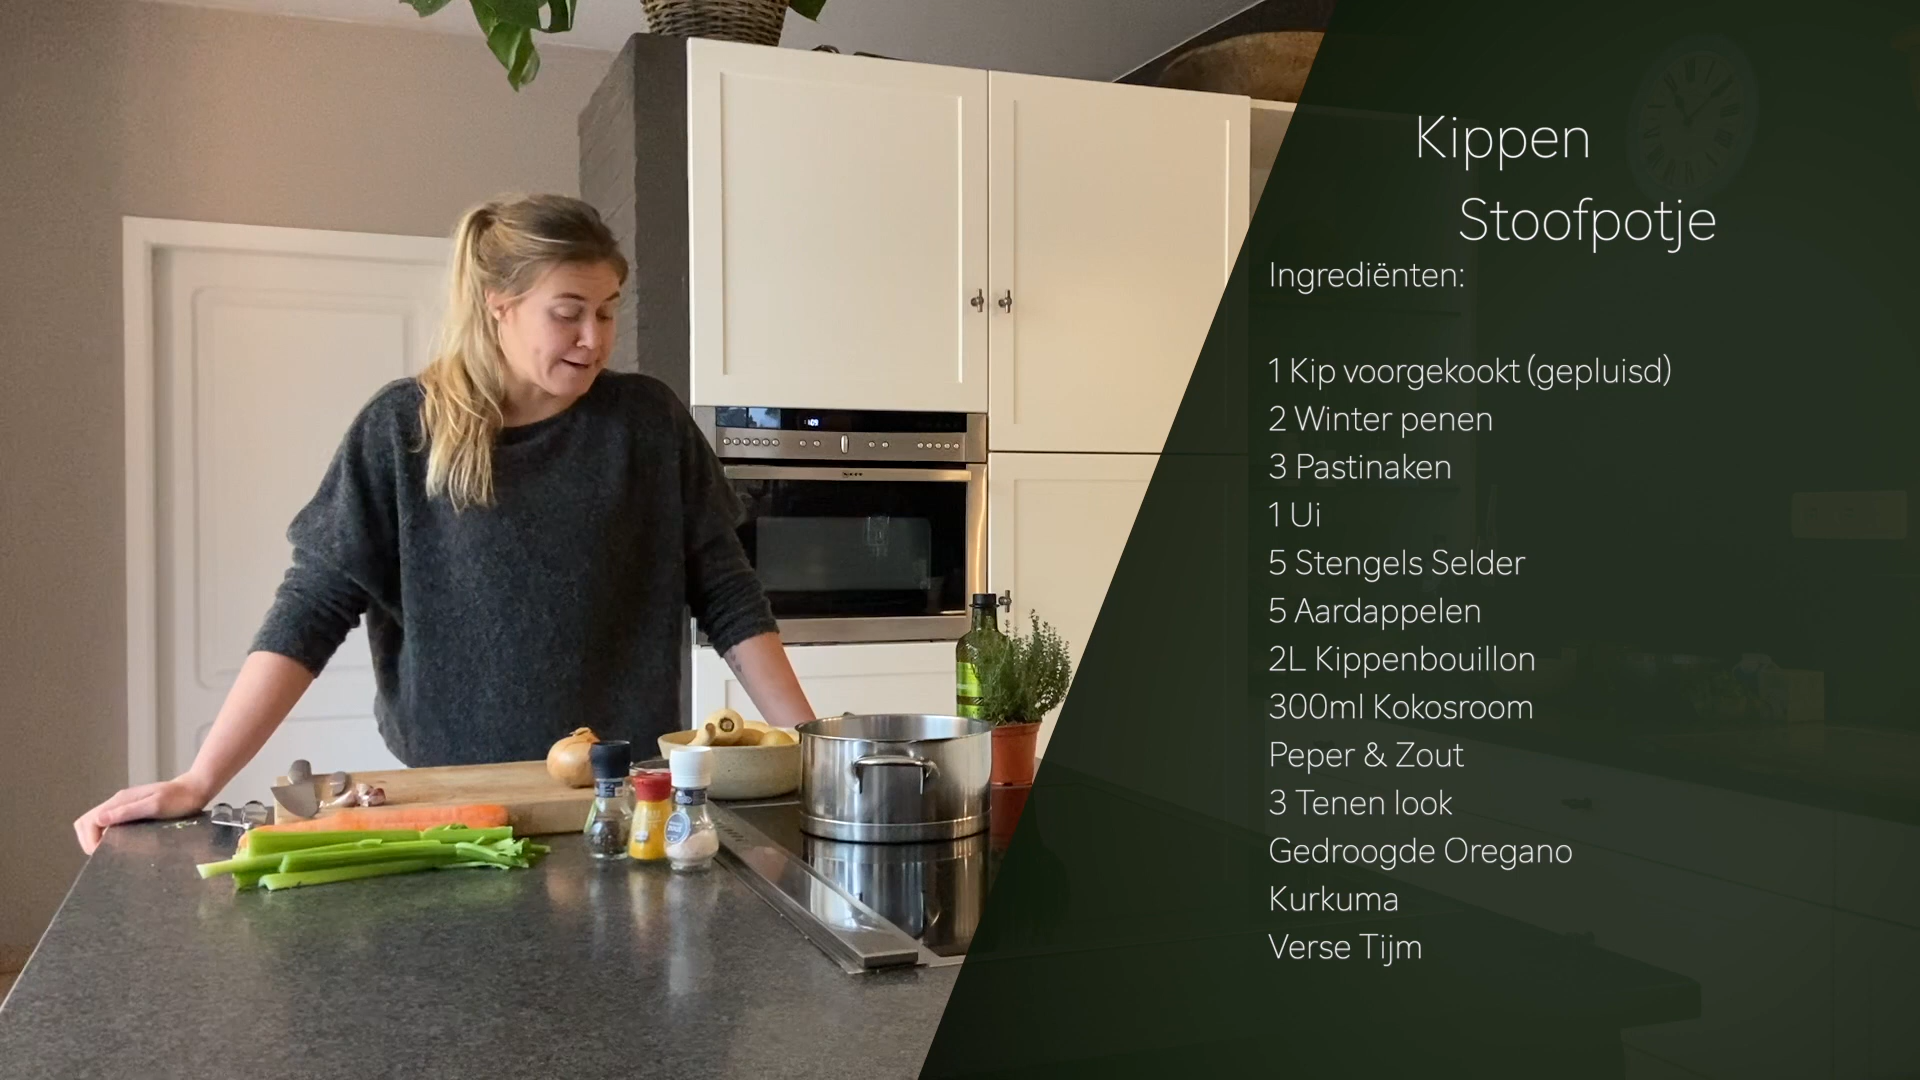 Kippen
Stoofpotje
Ingrediënten:
1 Kip voorgekookt (gepluisd)
2 Winter penen
3 Pastinaken
1 Ui
5 Stengels Selder
5 Aardappelen
2L Kippenbouillon
300ml Kokosroom
Peper & Zout
3 Tenen look
Gedroogde Oregano
Kurkuma
Verse Tijm